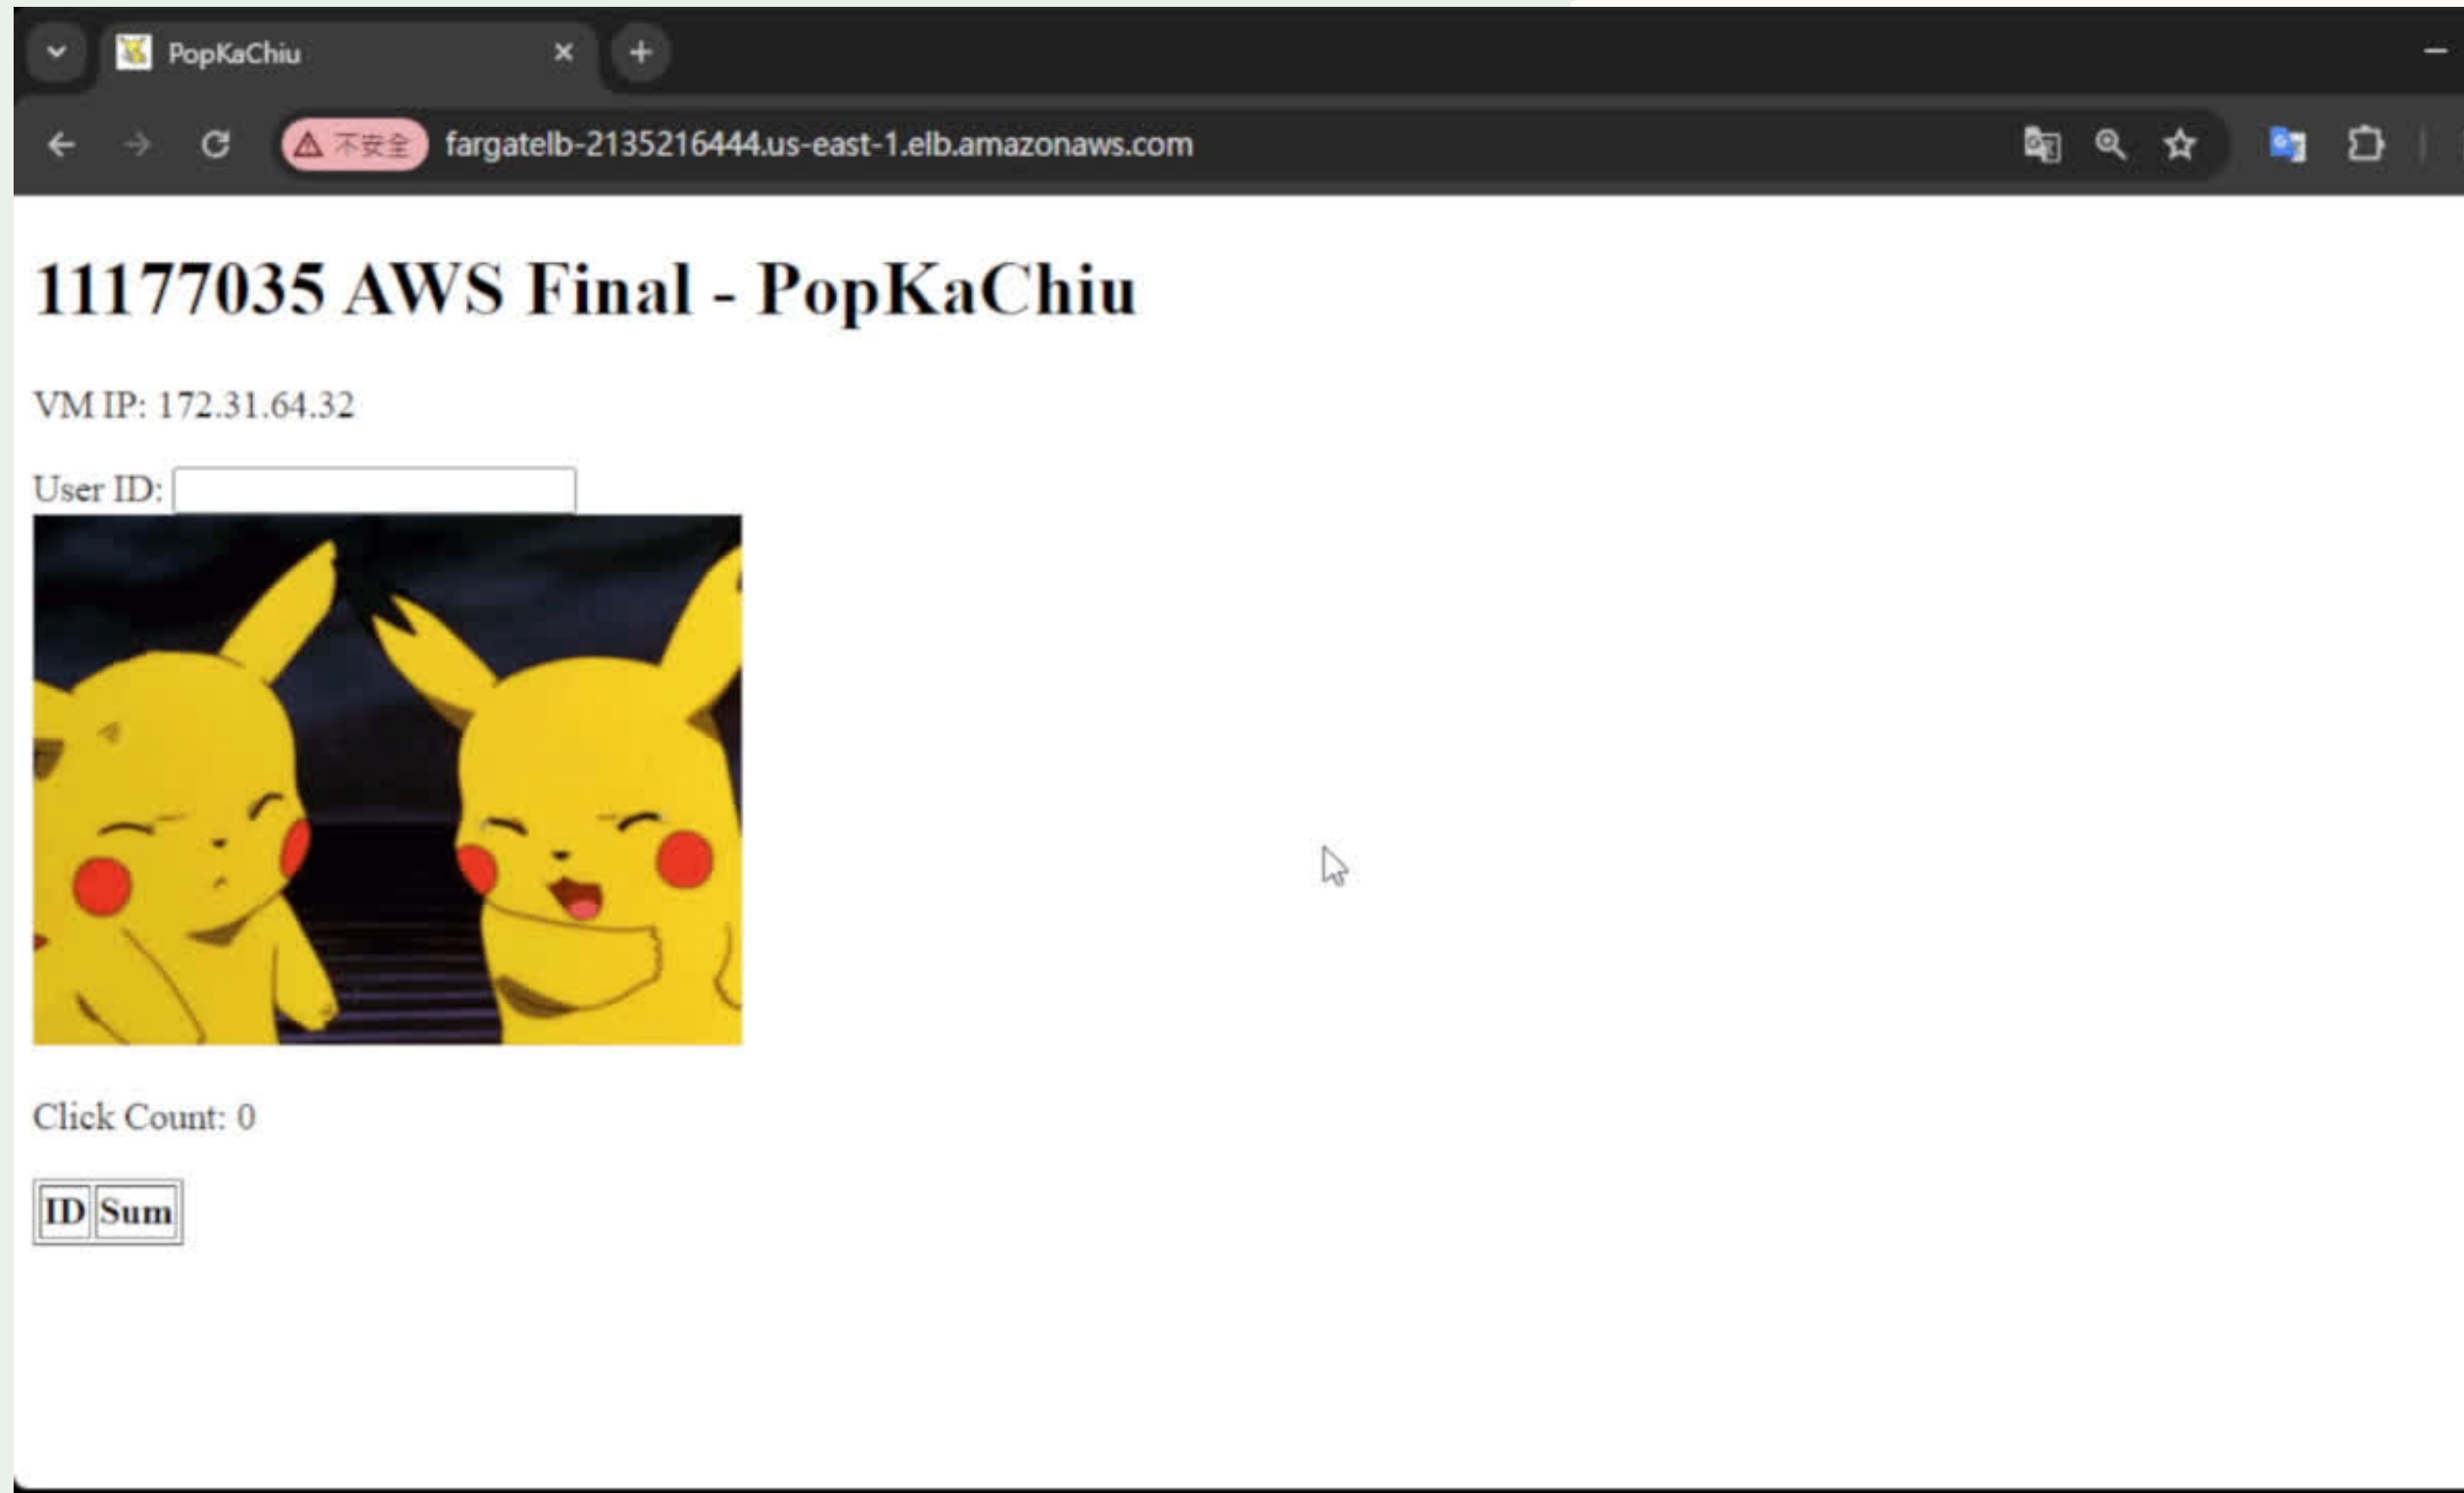 PopKaChiu
不安全 fargatelb-2135216444.us-east-1.elb.amazonaws.com
11177035 AWS Final - PopKaChiu
VM IP: 172.31.64.32
User ID:
Click Count: 0
ID Sum